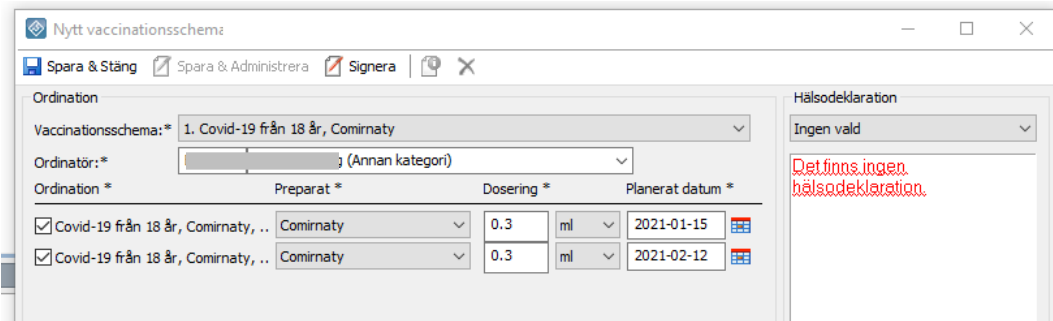 Nytt vaccinationsschema
Spara & Stäng Spara & Administrera Signera
Ordination
Vaccinationsschema:* 1. Covid-19 från 18 år, Comirnaty
Ordinatör:* (Annan kategori)
Ordination * Preparat * Dosering * Planerat datum *
Covid-19 från 18 år, Comirnaty, .. Comirnaty 0.3 ml 2021-01-15
Covid-19 från 18 år, Comirnaty, .. Comirnaty 0.3 ml 2021-02-12
Hälsodeklaration
Ingen vald
Det finns ingen
hälsodeklaration.